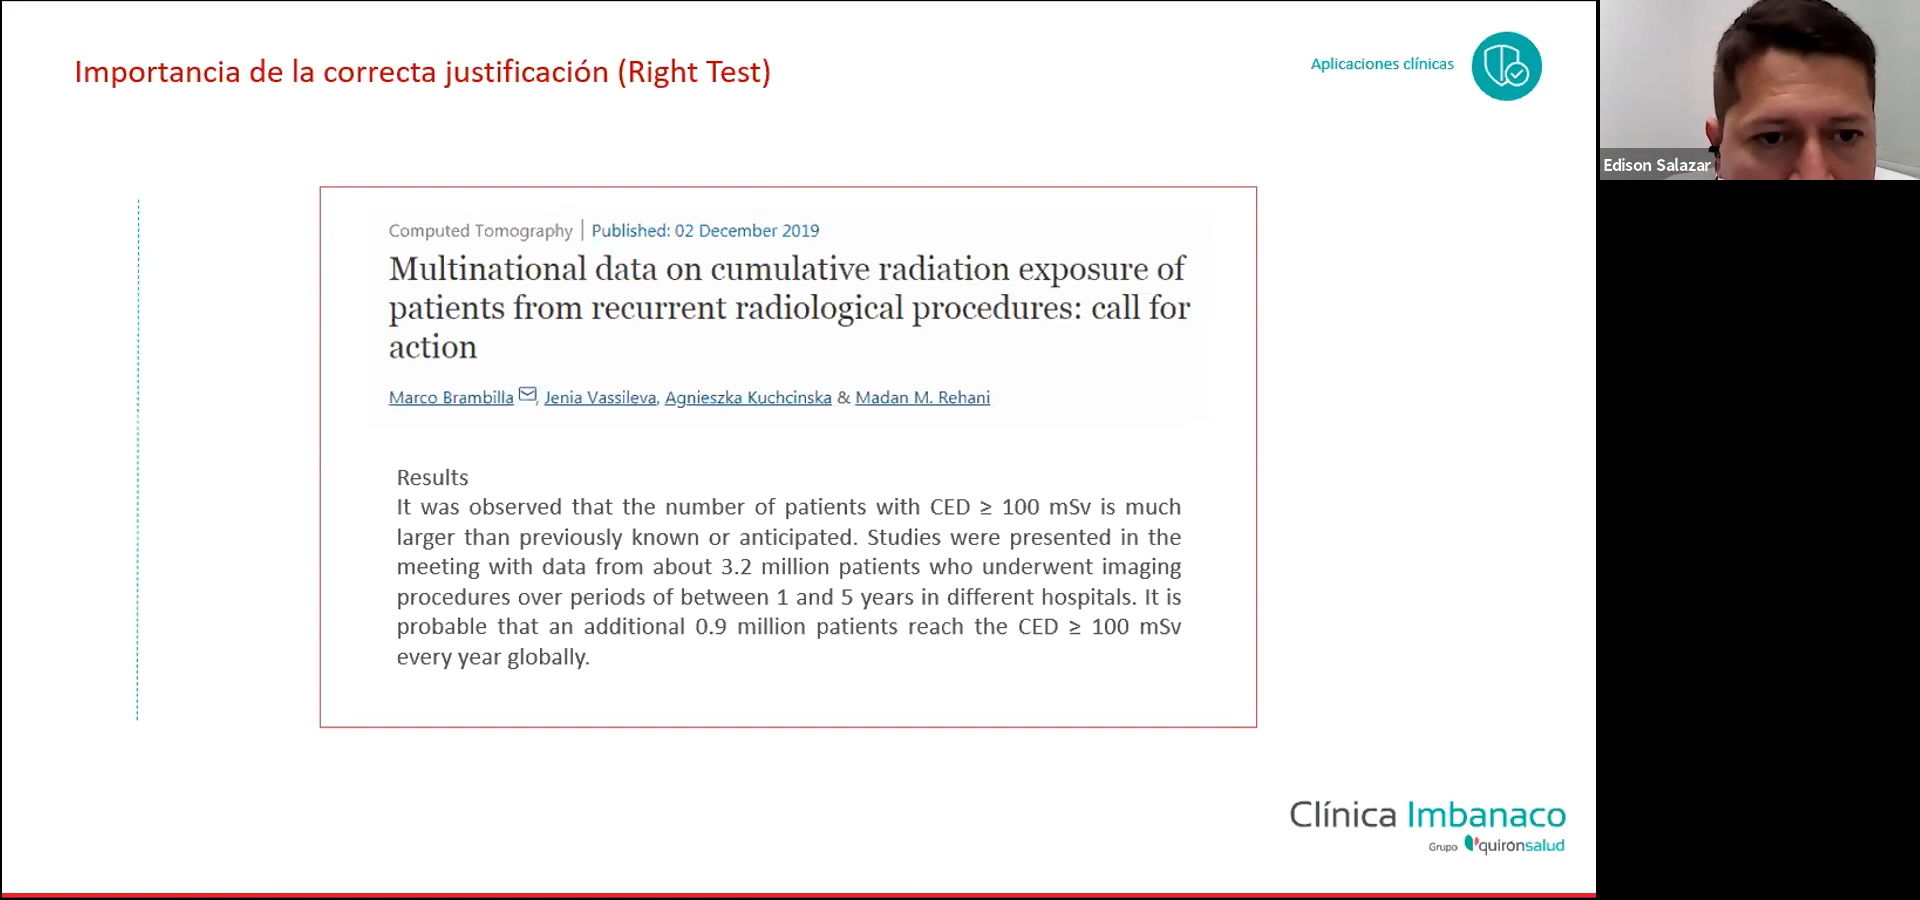 Importancia de la correcta justificación (Right Test)
Aplicaciones clínicas
Edison Salazar
Computed Tomography | Published: 02 December 2019
Multinational data on cumulative radiation exposure of
patients from recurrent radiological procedures: call for
action
Marco Brambilla, Jenia Vassileva, Agnieszka Kuchcinska & Madan M. Rehani
Results
It was observed that the number of patients with CED ≥ 100 mSv is much
larger than previously known or anticipated. Studies were presented in the
meeting with data from about 3.2 million patients who underwent imaging
procedures over periods of between 1 and 5 years in different hospitals. It is
probable that an additional 0.9 million patients reach the CED ≥ 100 mSv
every year globally.
Clínica Imbanaco
Grupo quirónsalud